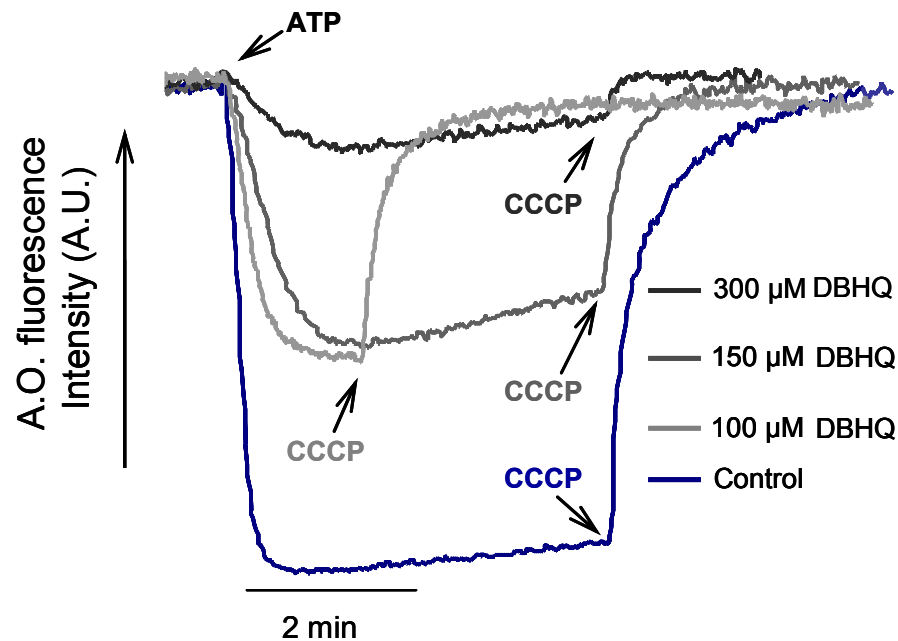 ATP
A.O. fluorescence
Intensity (A.U.)
CCCP
300 µM DBHQ
150 µM DBHQ
CCCP
100 µM DBHQ
CCCP
CCCP
Control
2 min